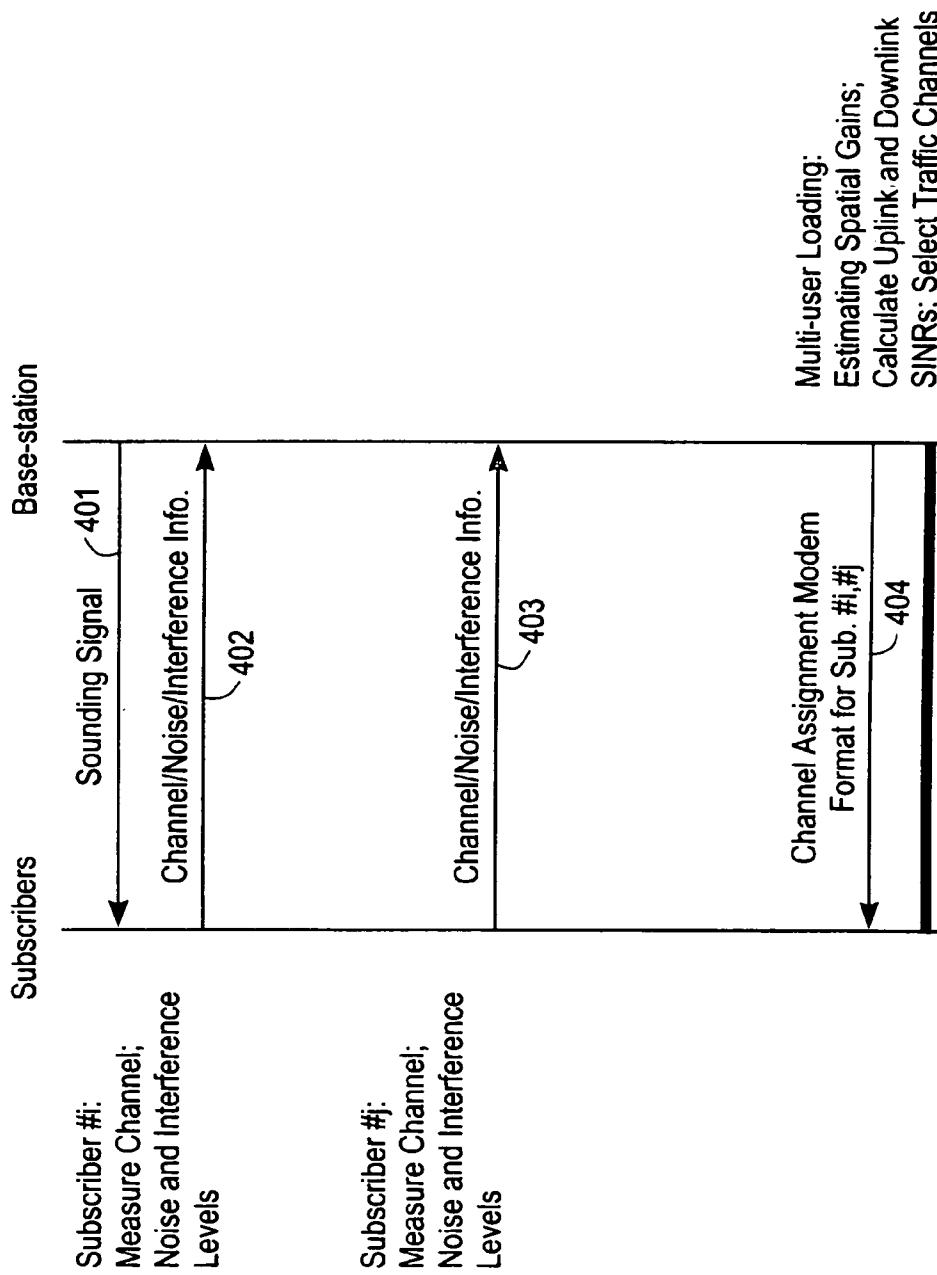 Subscribers
Base-station
Subscriber #i:
Measure Channel;
Noise and Interference
Levels
Sounding Signal
401
Channel/Noise/Interference Info.
402
Subscriber #j:
Measure Channel;
Noise and Interference
Levels
Channel/Noise/Interference Info.
403
Multi-user Loading:
Estimating Spatial Gains;
Calculate Uplink and Downlink
SINRs; Select Traffic Channels
Channel Assignment Modem
Format for Sub. #i,#j
404